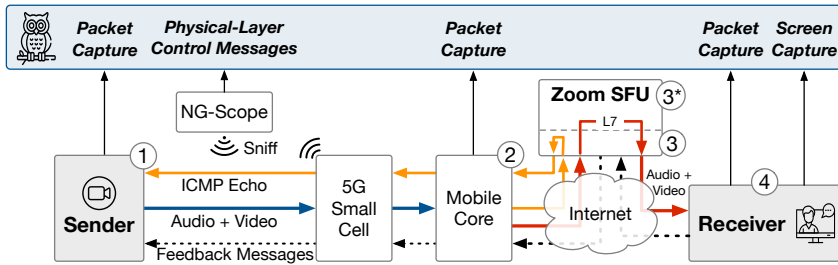 Packet
Capture
Physical-Layer
Control Messages
Packet
Capture
Packet
Capture
Screen
Capture
NG-Scope
Sniff
Zoom SFU
3*
L7
3
1
ICMP Echo
Sender
Audio + Video
Feedback Messages
5G
Small
Cell
2
Mobile
Core
Internet
Audio +
Video
4
Receiver